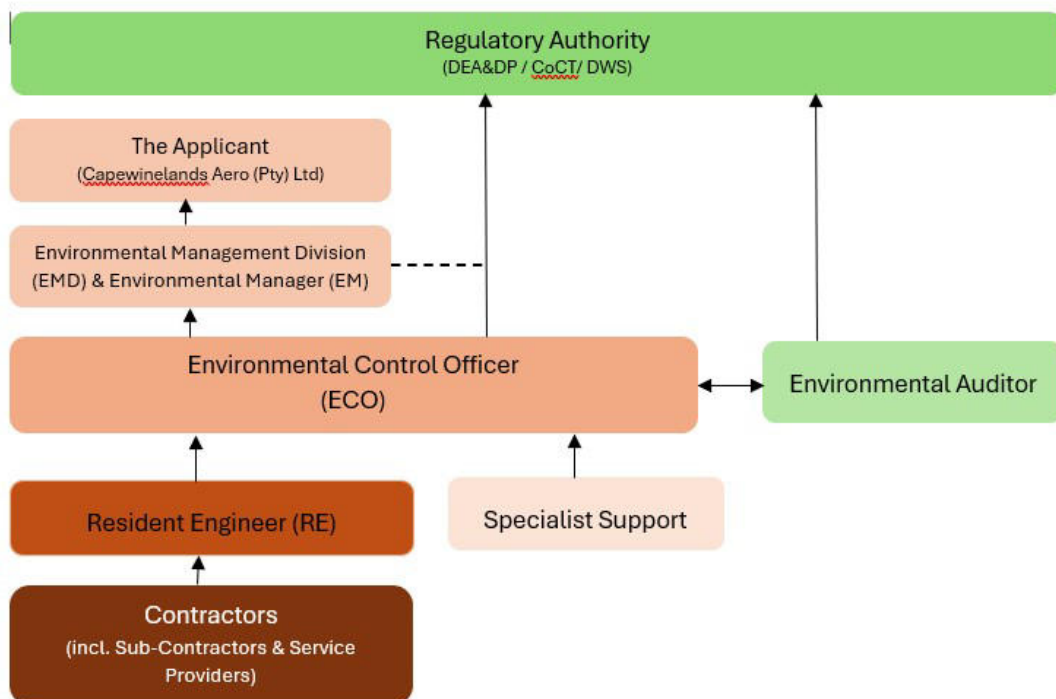 Regulatory Authority
(DEA&DP / CoCT/ DWS)
The Applicant
(Capewinelands Aero (Pty) Ltd)
Environmental Management Division
(EMD) & Environmental Manager (EM)
Environmental Control Officer
(ECO)
Environmental Auditor
Resident Engineer (RE)
Specialist Support
Contractors
(incl. Sub-Contractors & Service
Providers)